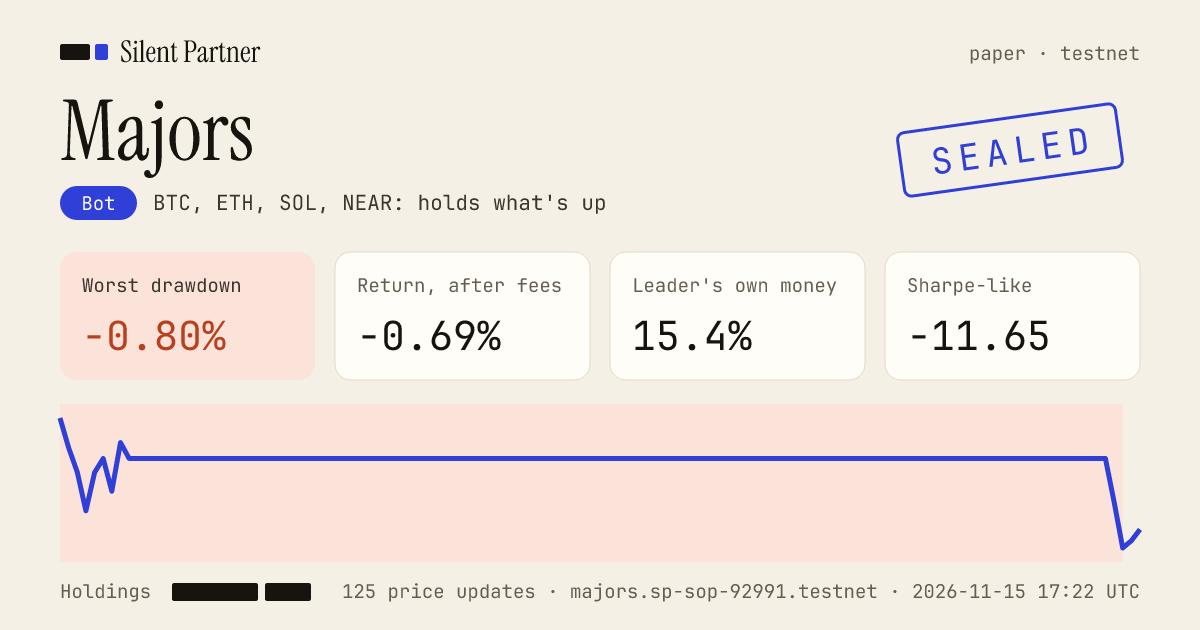 Silent Partner
paper · testnet
Majors
SEALED
Bot
BTC, ETH, SOL, NEAR: holds what's up
Worst drawdown
-0.80%
Return, after fees
-0.69%
Leader's own money
15.4%
Sharpe-like
-11.65
Holdings
125 price updates · majors.sp-sop-92991.testnet · 2026-11-15 17:22 UTC